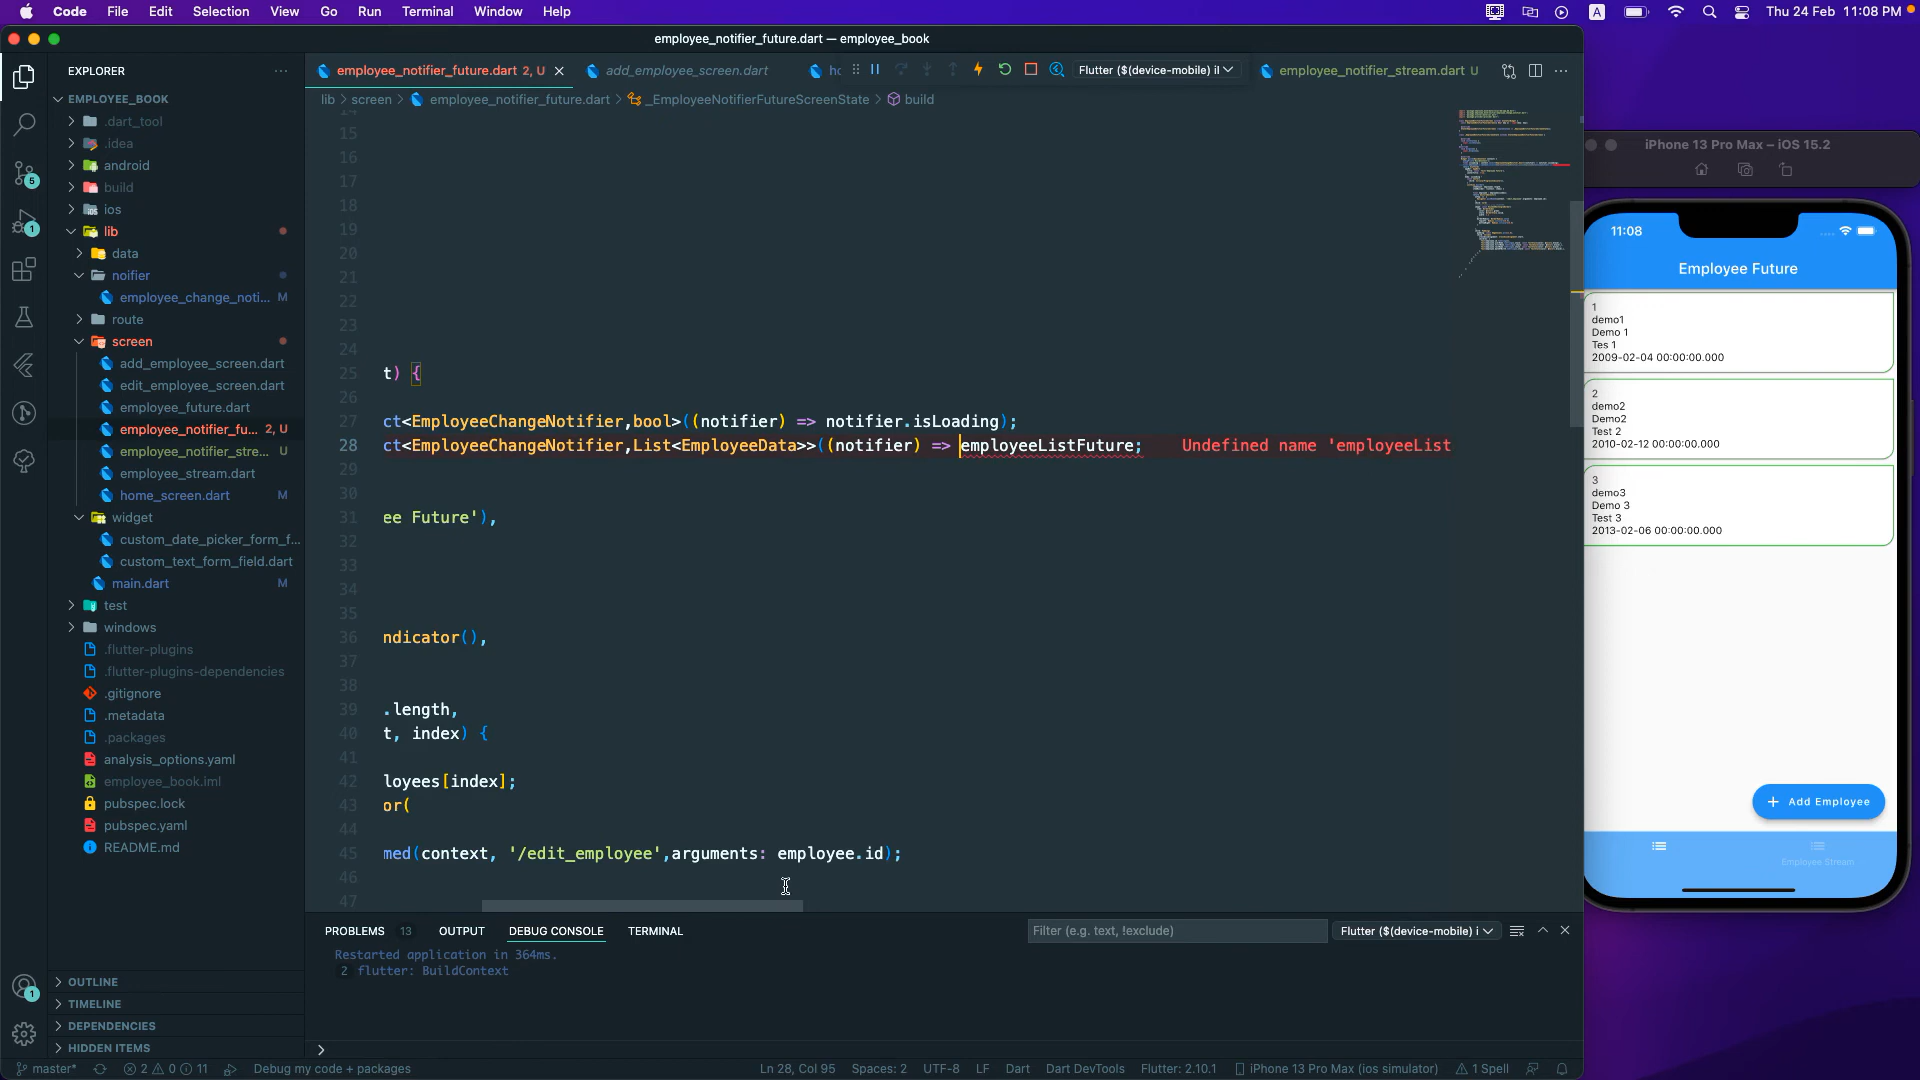 Code File Edit Selection View Go Run Terminal Window Help
A Thu 24 Feb 11:08 PM
employee_notifier_future.dart — employee_book
EXPLORER
employee_notifier_future.dart 2, U
add_employee_screen.dart
Flutter ($(device-mobile) i
employee_notifier_stream.dart U
lib > screen > employee_notifier_future.dart > _EmployeeNotifierFutureScreenState > build
EMPLOYEE_BOOK
.dart_tool
.idea
android
build
ios
lib
data
noifier
employee_change_noti... M
route
screen
add_employee_screen.dart
edit_employee_screen.dart
employee_future.dart
employee_notifier_fu... 2, U
employee_notifier_stre... U
employee_stream.dart
home_screen.dart M
widget
custom_date_picker_form_f...
custom_text_form_field.dart
main.dart M
test
windows
.flutter-plugins
.flutter-plugins-dependencies
.gitignore
.metadata
.packages
analysis_options.yaml
employee_book.iml
pubspec.lock
pubspec.yaml
README.md
OUTLINE
TIMELINE
DEPENDENCIES
HIDDEN ITEMS
5
1
1
14
15
16
17
18
19
20
21
22
23
24
25 t) {
26
27 ct<EmployeeChangeNotifier,bool>((notifier) => notifier.isLoading);
28 ct<EmployeeChangeNotifier,List<EmployeeData>>((notifier) => employeeListFuture; Undefined name 'employeeList
29
30
31 ee Future'),
32
33
34
35
36 ndicator(),
37
38
39 .length,
40 t, index) {
41
42 loyees[index];
43 or(
44
45 med(context, '/edit_employee',arguments: employee.id);
46
47
PROBLEMS 13 OUTPUT DEBUG CONSOLE TERMINAL
Filter (e.g. text, !exclude)
Flutter ($(device-mobile) i
Restarted application in 364ms.
2 flutter: BuildContext
master* 2 0 11 Debug my code + packages
Ln 28, Col 95 Spaces: 2 UTF-8 LF Dart Dart DevTools Flutter: 2.10.1 iPhone 13 Pro Max (ios simulator) 1 Spell
iPhone 13 Pro Max – iOS 15.2
11:08
Employee Future
1
demo1
Demo 1
Tes 1
2009-02-04 00:00:00.000
2
demo2
Demo2
Test 2
2010-02-12 00:00:00.000
3
demo3
Demo 3
Test 3
2013-02-06 00:00:00.000
+ Add Employee
Employee Stream